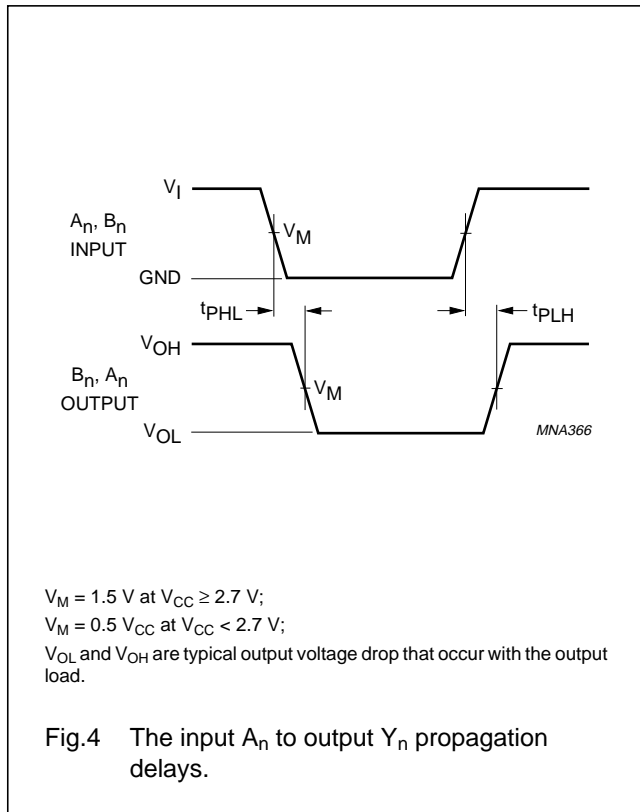 V_I
A_n, B_n
INPUT
V_M
GND
t_PHL
t_PLH
V_OH
B_n, A_n
OUTPUT
V_M
V_OL
MNA366
V_M = 1.5 V at V_CC ≥ 2.7 V;
V_M = 0.5 V_CC at V_CC < 2.7 V;
V_OL and V_OH are typical output voltage drop that occur with the output
load.
Fig.4 The input A_n to output Y_n propagation
delays.